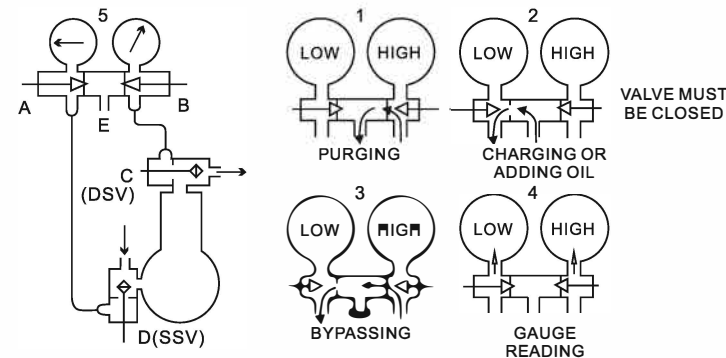 5
A
B
E
C
(DSV)
D(SSV)
1
LOW
HIGH
PURGING
2
LOW
HIGH
CHARGING OR
ADDING OIL
VALVE MUST
BE CLOSED
3
LOW
BYPASSING
4
LOW
HIGH
GAUGE
READING